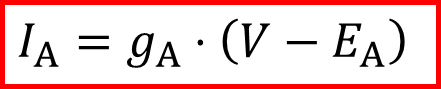 I_A = g_A · (V − E_A)